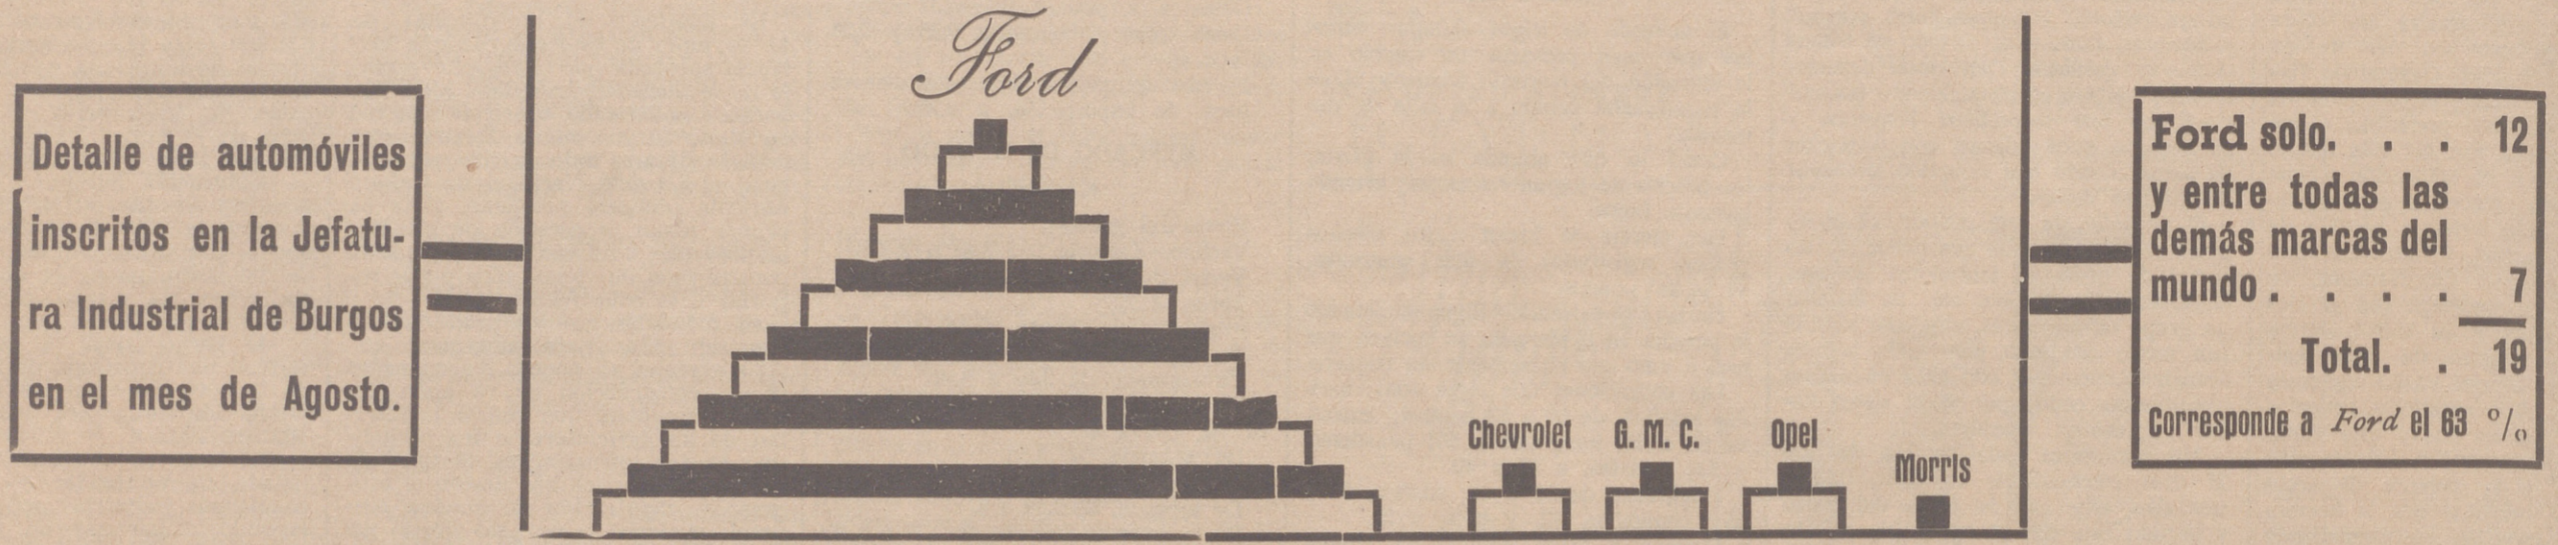 Detalle de automóviles
inscritos en la Jefatu-
ra Industrial de Burgos
en el mes de Agosto.
Ford
Chevrolet
G. M. C.
Opel
Morris
Ford solo. . . 12
y entre todas las
demás marcas del
mundo . . . . 7
Total. . 19
Corresponde a Ford el 63 %